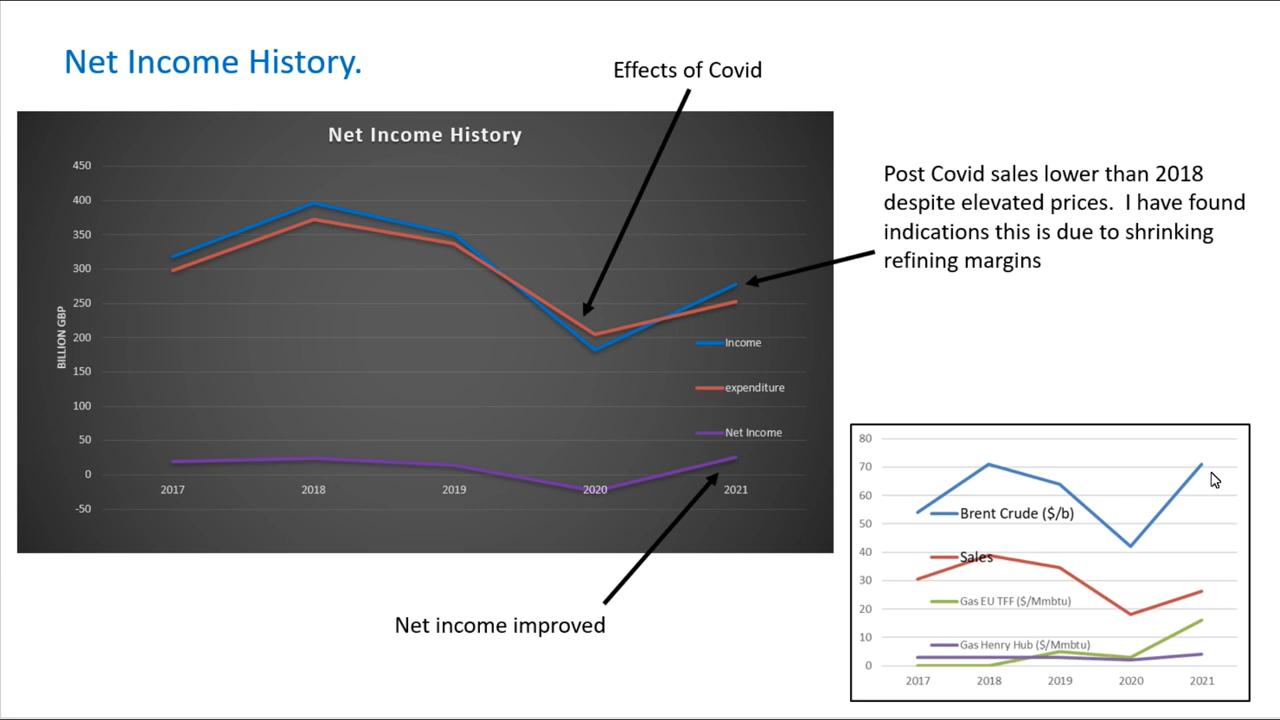 Net Income History.
Effects of Covid
Net Income History
450
400
350
300
250
200
150
100
50
0
-50
BILLION GBP
2017 2018 2019 2020 2021
Income
expenditure
Net Income
Post Covid sales lower than 2018
despite elevated prices. I have found
indications this is due to shrinking
refining margins
Net income improved
80
70
60
50
40
30
20
10
0
Brent Crude ($/b)
Sales
Gas EU TFF ($/Mmbtu)
Gas Henry Hub ($/Mmbtu)
2017 2018 2019 2020 2021